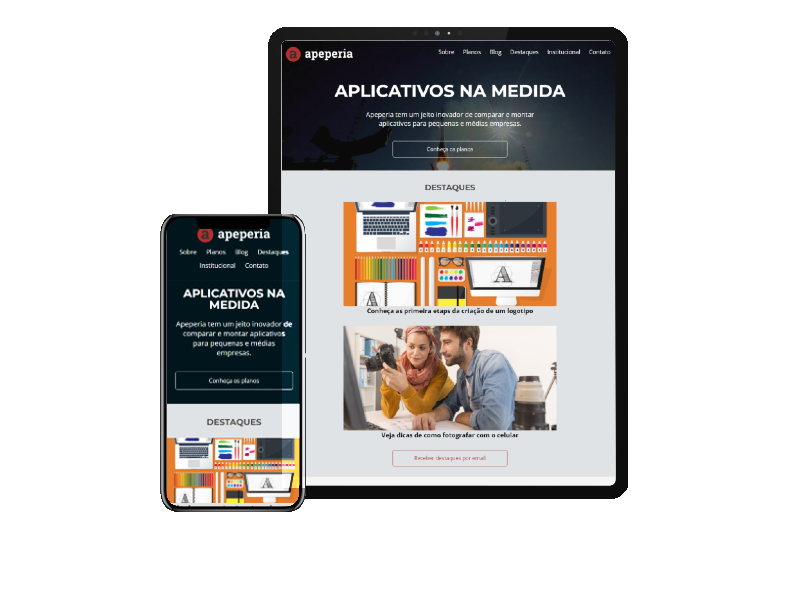 a apeperia
Sobre Planos Blog Destaques Institucional Contato
APLICATIVOS NA MEDIDA
Apeperia tem um jeito inovador de comparar e montar
aplicativos para pequenas e médias empresas.
Conheça os planos
DESTAQUES
A
A
Conheça as primeira etaps da criação de um logotipo
Veja dicas de como fotografar com o celular
Receber destaques por email
a apeperia
Sobre Planos Blog Destaques
Institucional Contato
APLICATIVOS NA
MEDIDA
Apeperia tem um jeito inovador de
comparar e montar aplicativos
para pequenas e médias
empresas.
Conheça os planos
DESTAQUES
A
A